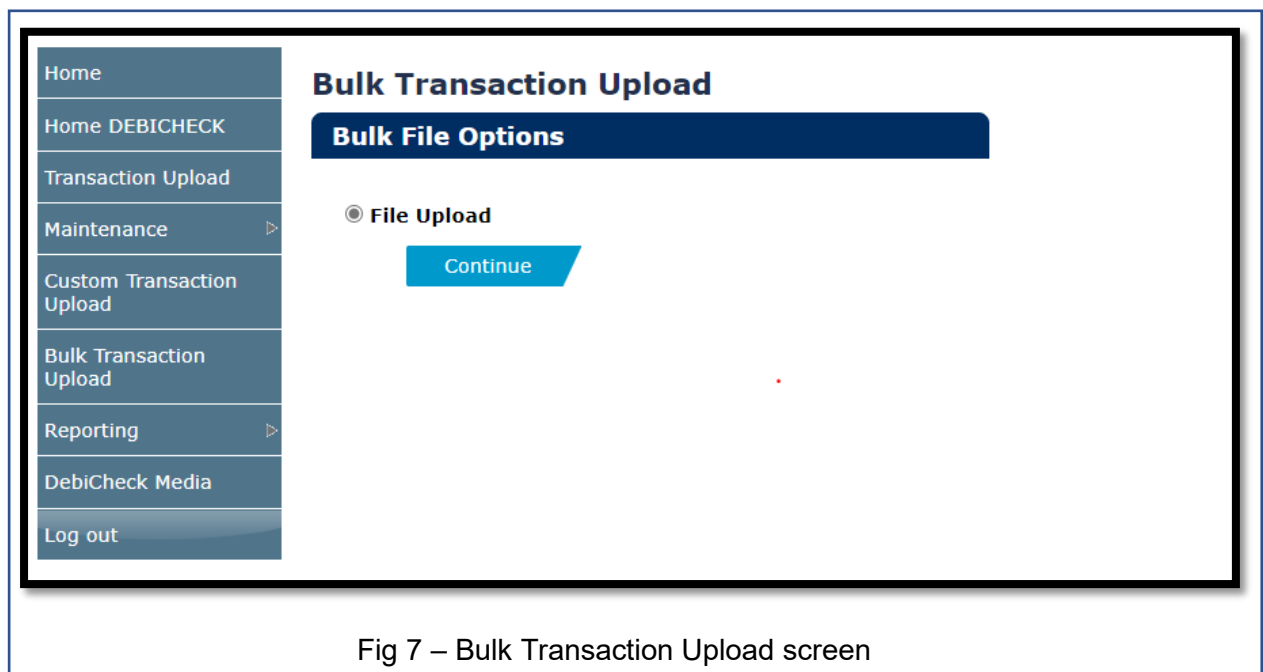 Home
Home DEBICHECK
Transaction Upload
Maintenance
Custom Transaction
Upload
Bulk Transaction
Upload
Reporting
DebiCheck Media
Log out
Bulk Transaction Upload
Bulk File Options
File Upload
Continue
Fig 7 – Bulk Transaction Upload screen